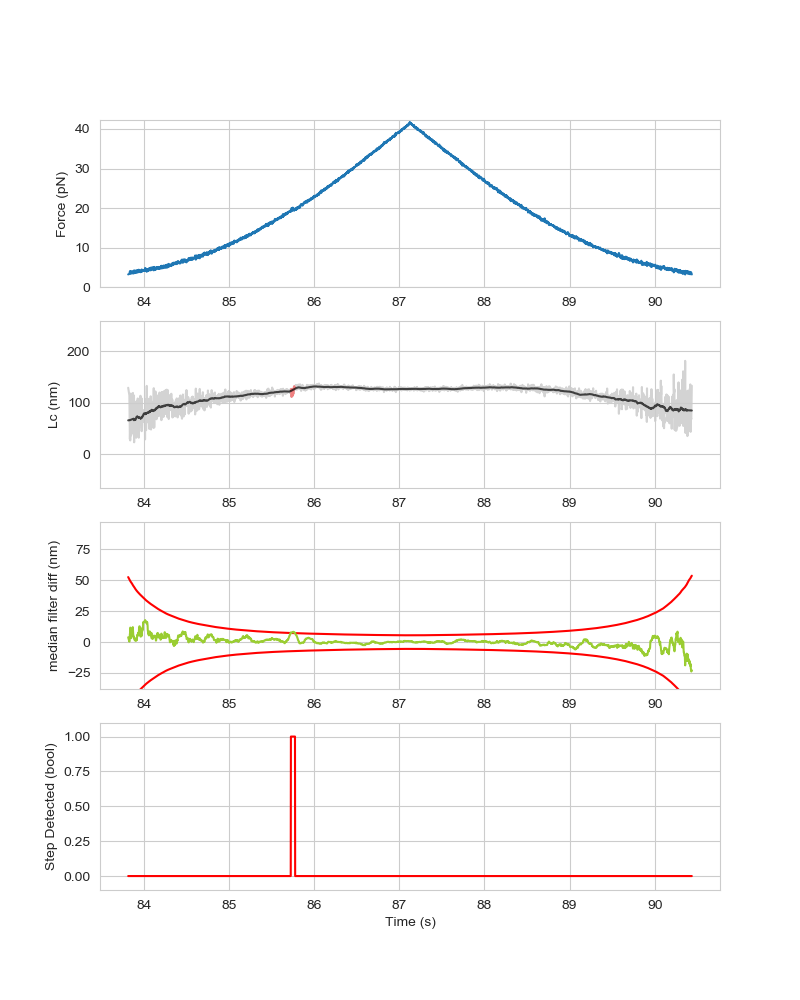 40
30
20
10
0
Force (pN)
84 85 86 87 88 89 90
200
100
0
Lc (nm)
84 85 86 87 88 89 90
75
50
25
0
−25
median filter diff (nm)
84 85 86 87 88 89 90
1.00
0.75
0.50
0.25
0.00
Step Detected (bool)
84 85 86 87 88 89 90
Time (s)